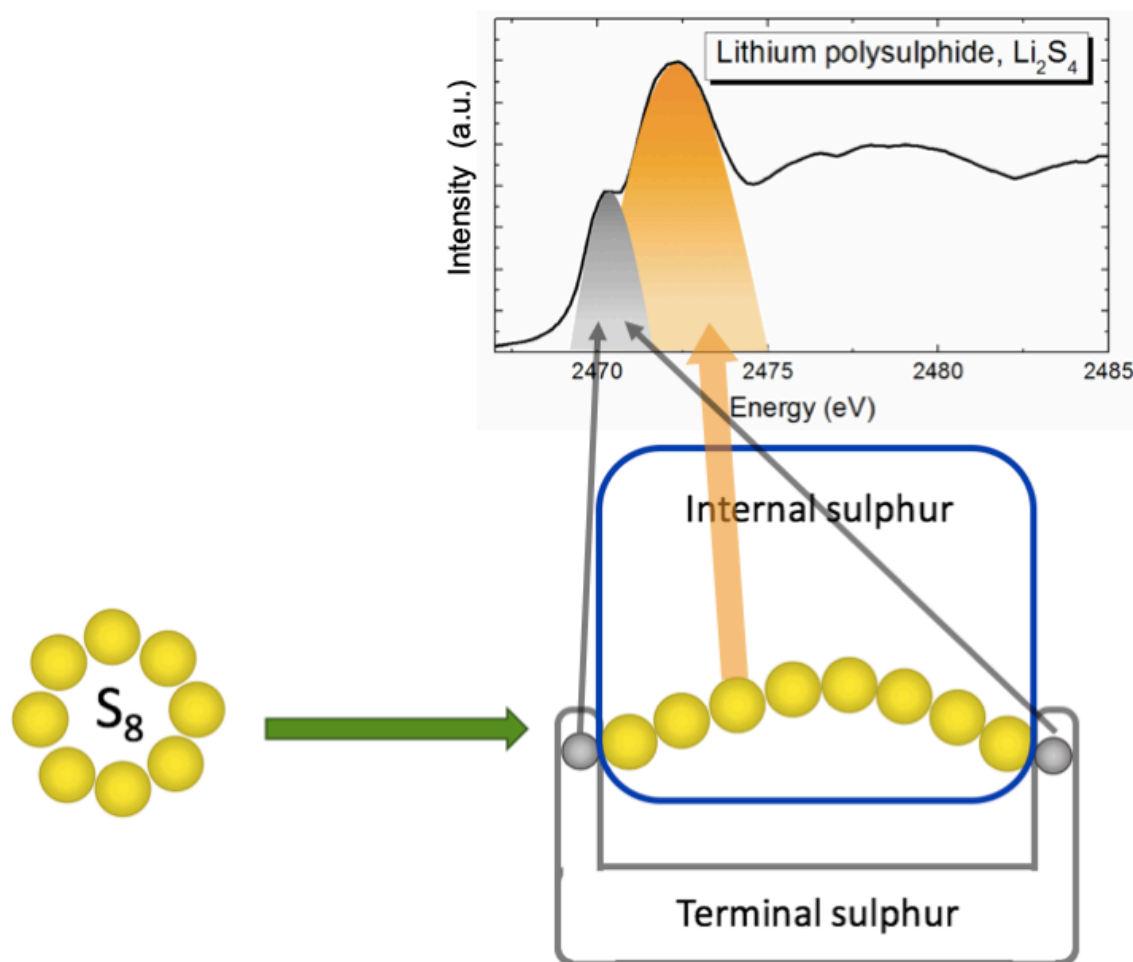 Lithium polysulphide, Li₂S₄
Intensity (a.u.)
2470 2475 2480 2485
Energy (eV)
Internal sulphur
S₈
Terminal sulphur